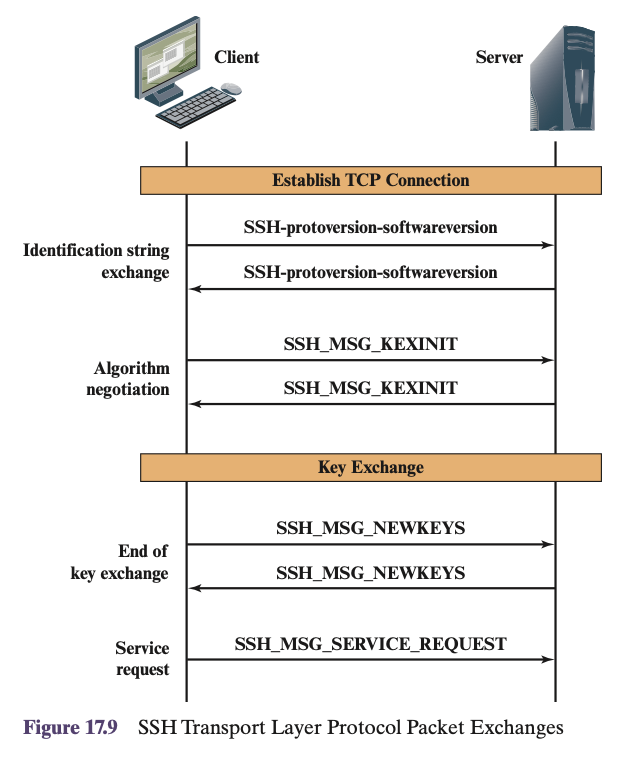 Client
Server
Establish TCP Connection
SSH-protoversion-softwareversion
Identification string
exchange
SSH-protoversion-softwareversion
SSH_MSG_KEXINIT
Algorithm
negotiation
SSH_MSG_KEXINIT
Key Exchange
SSH_MSG_NEWKEYS
End of
key exchange
SSH_MSG_NEWKEYS
SSH_MSG_SERVICE_REQUEST
Service
request
Figure 17.9 SSH Transport Layer Protocol Packet Exchanges